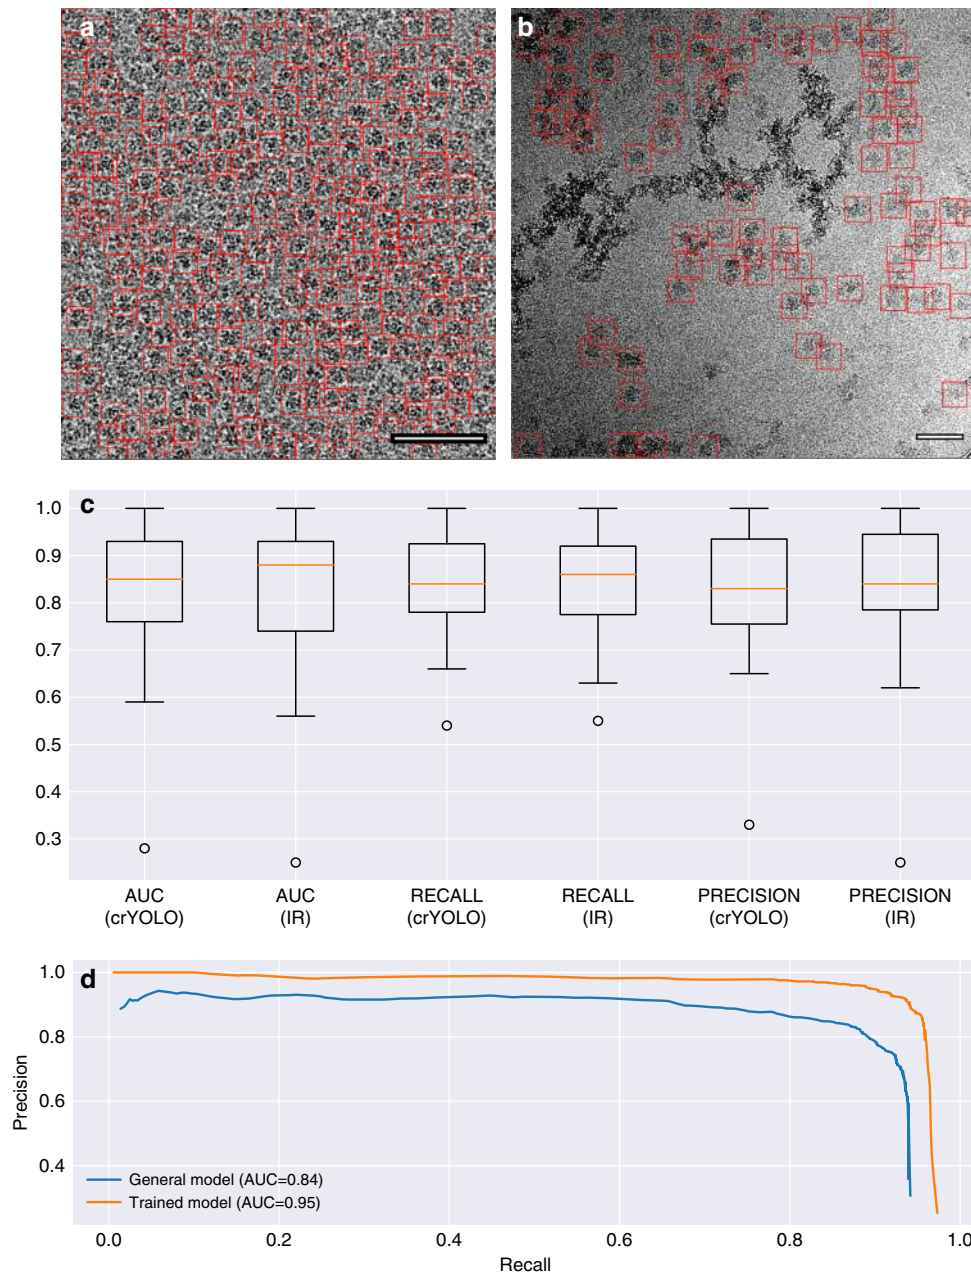 a
b
c
1.0
0.9
0.8
0.7
0.6
0.5
0.4
0.3
AUC
(crYOLO)
AUC
(IR)
RECALL
(crYOLO)
RECALL
(IR)
PRECISION
(crYOLO)
PRECISION
(IR)
d
1.0
0.8
0.6
0.4
Precision
General model (AUC=0.84)
Trained model (AUC=0.95)
0.0
0.2
0.4
0.6
0.8
1.0
Recall